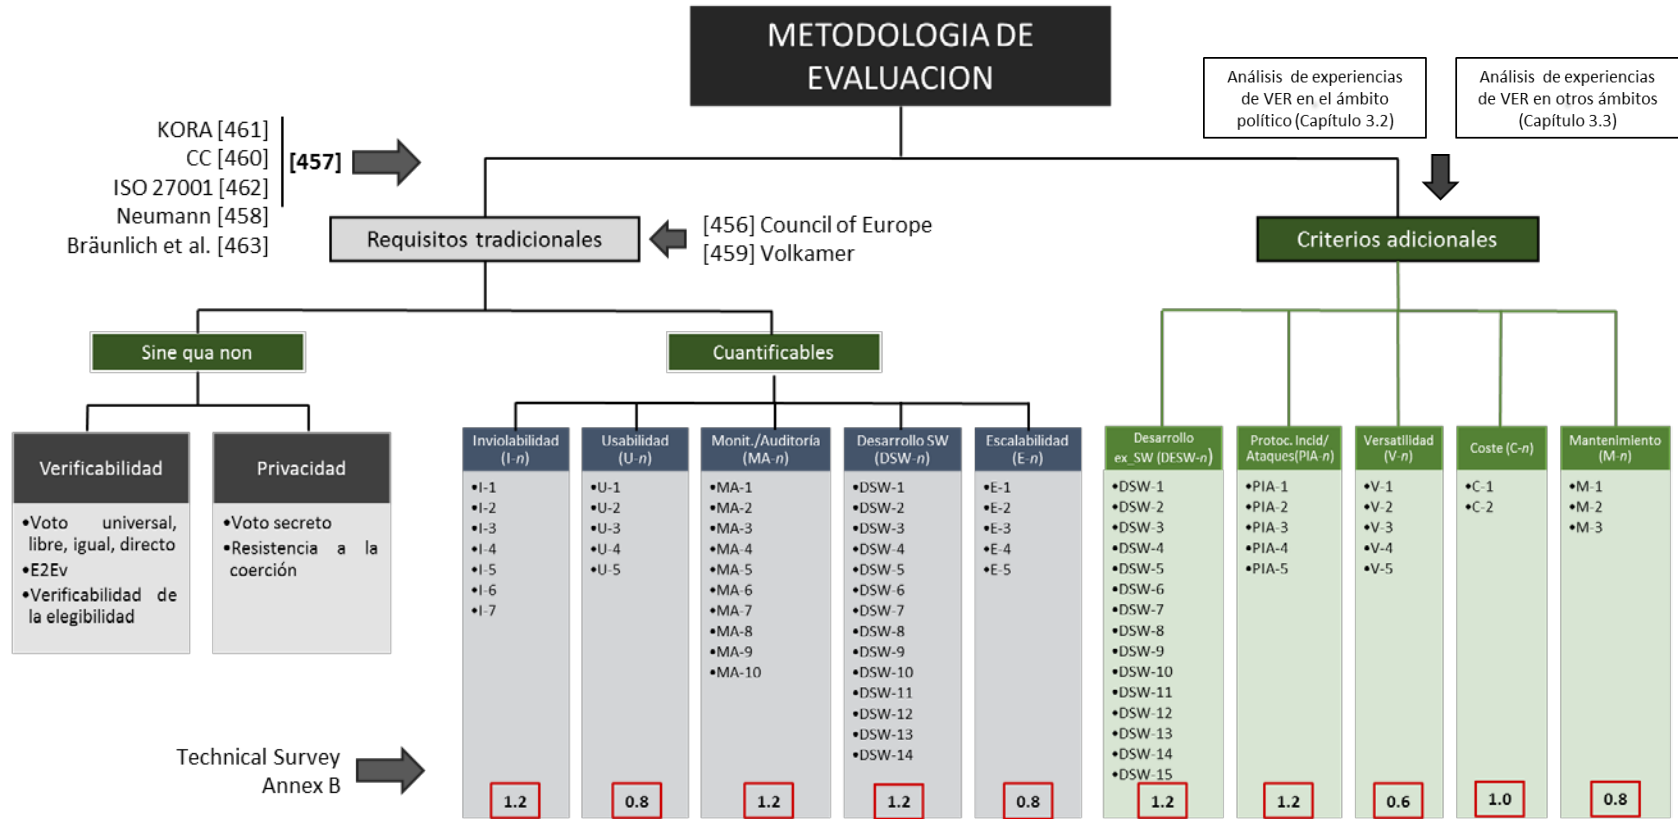 METODOLOGIA DE
EVALUACION
Análisis de experiencias
de VER en el ámbito
político (Capítulo 3.2)
Análisis de experiencias
de VER en otros ámbitos
(Capítulo 3.3)
KORA [461]
CC [460]
ISO 27001 [462]
Neumann [458]
Bräunlich et al. [463]
[457]
Requisitos tradicionales
[456] Council of Europe
[459] Volkamer
Criterios adicionales
Sine qua non
Cuantificables
Verificabilidad
•Voto universal,
libre, igual, directo
•E2Ev
•Verificabilidad de
la elegibilidad
Privacidad
•Voto secreto
•Resistencia a la
coerción
Inviolabilidad
(I-n)
•I-1
•I-2
•I-3
•I-4
•I-5
•I-6
•I-7
1.2
Usabilidad
(U-n)
•U-1
•U-2
•U-3
•U-4
•U-5
0.8
Monit./Auditoría
(MA-n)
•MA-1
•MA-2
•MA-3
•MA-4
•MA-5
•MA-6
•MA-7
•MA-8
•MA-9
•MA-10
1.2
Desarrollo SW
(DSW-n)
•DSW-1
•DSW-2
•DSW-3
•DSW-4
•DSW-5
•DSW-6
•DSW-7
•DSW-8
•DSW-9
•DSW-10
•DSW-11
•DSW-12
•DSW-13
•DSW-14
1.2
Escalabilidad
(E-n)
•E-1
•E-2
•E-3
•E-4
•E-5
0.8
Desarrollo
ex_SW (DESW-n)
•DSW-1
•DSW-2
•DSW-3
•DSW-4
•DSW-5
•DSW-6
•DSW-7
•DSW-8
•DSW-9
•DSW-10
•DSW-11
•DSW-12
•DSW-13
•DSW-14
•DSW-15
1.2
Protoc. Incid/
Ataques(PIA-n)
•PIA-1
•PIA-2
•PIA-3
•PIA-4
•PIA-5
1.2
Versatilidad
(V-n)
•V-1
•V-2
•V-3
•V-4
•V-5
0.6
Coste (C-n)
•C-1
•C-2
1.0
Mantenimiento
(M-n)
•M-1
•M-2
•M-3
0.8
Technical Survey
Annex B